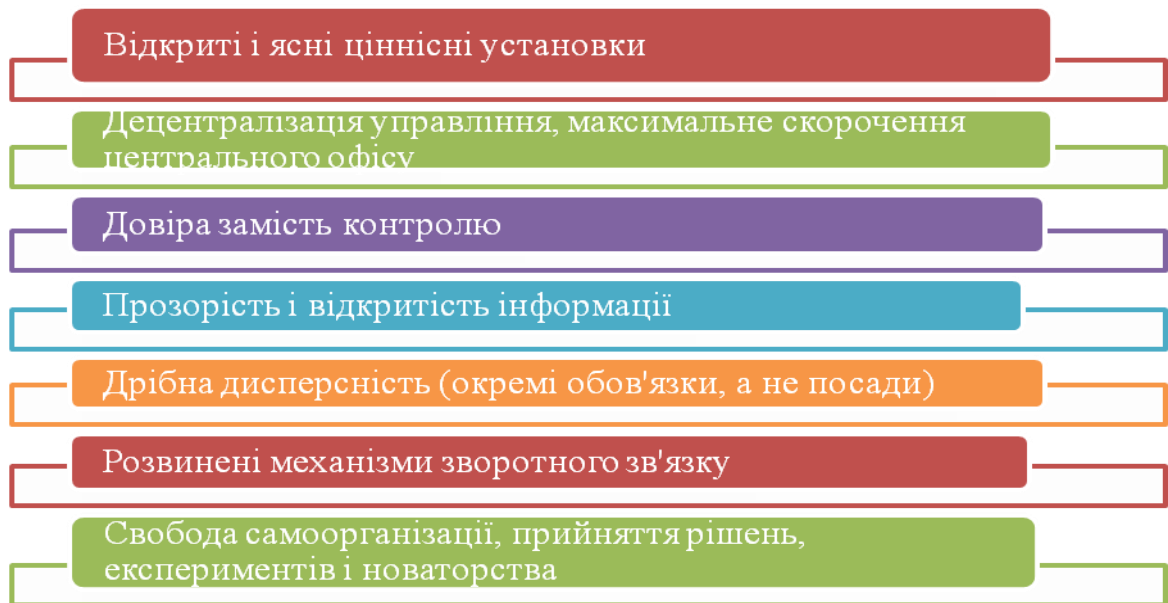 Відкриті і ясні ціннісні установки
Децентралізація управління, максимальне скорочення
центрального офісу
Довіра замість контролю
Прозорість і відкритість інформації
Дрібна дисперсність (окремі обов'язки, а не посади)
Розвинені механізми зворотного зв'язку
Свобода самоорганізації, прийняття рішень,
експериментів і новаторства